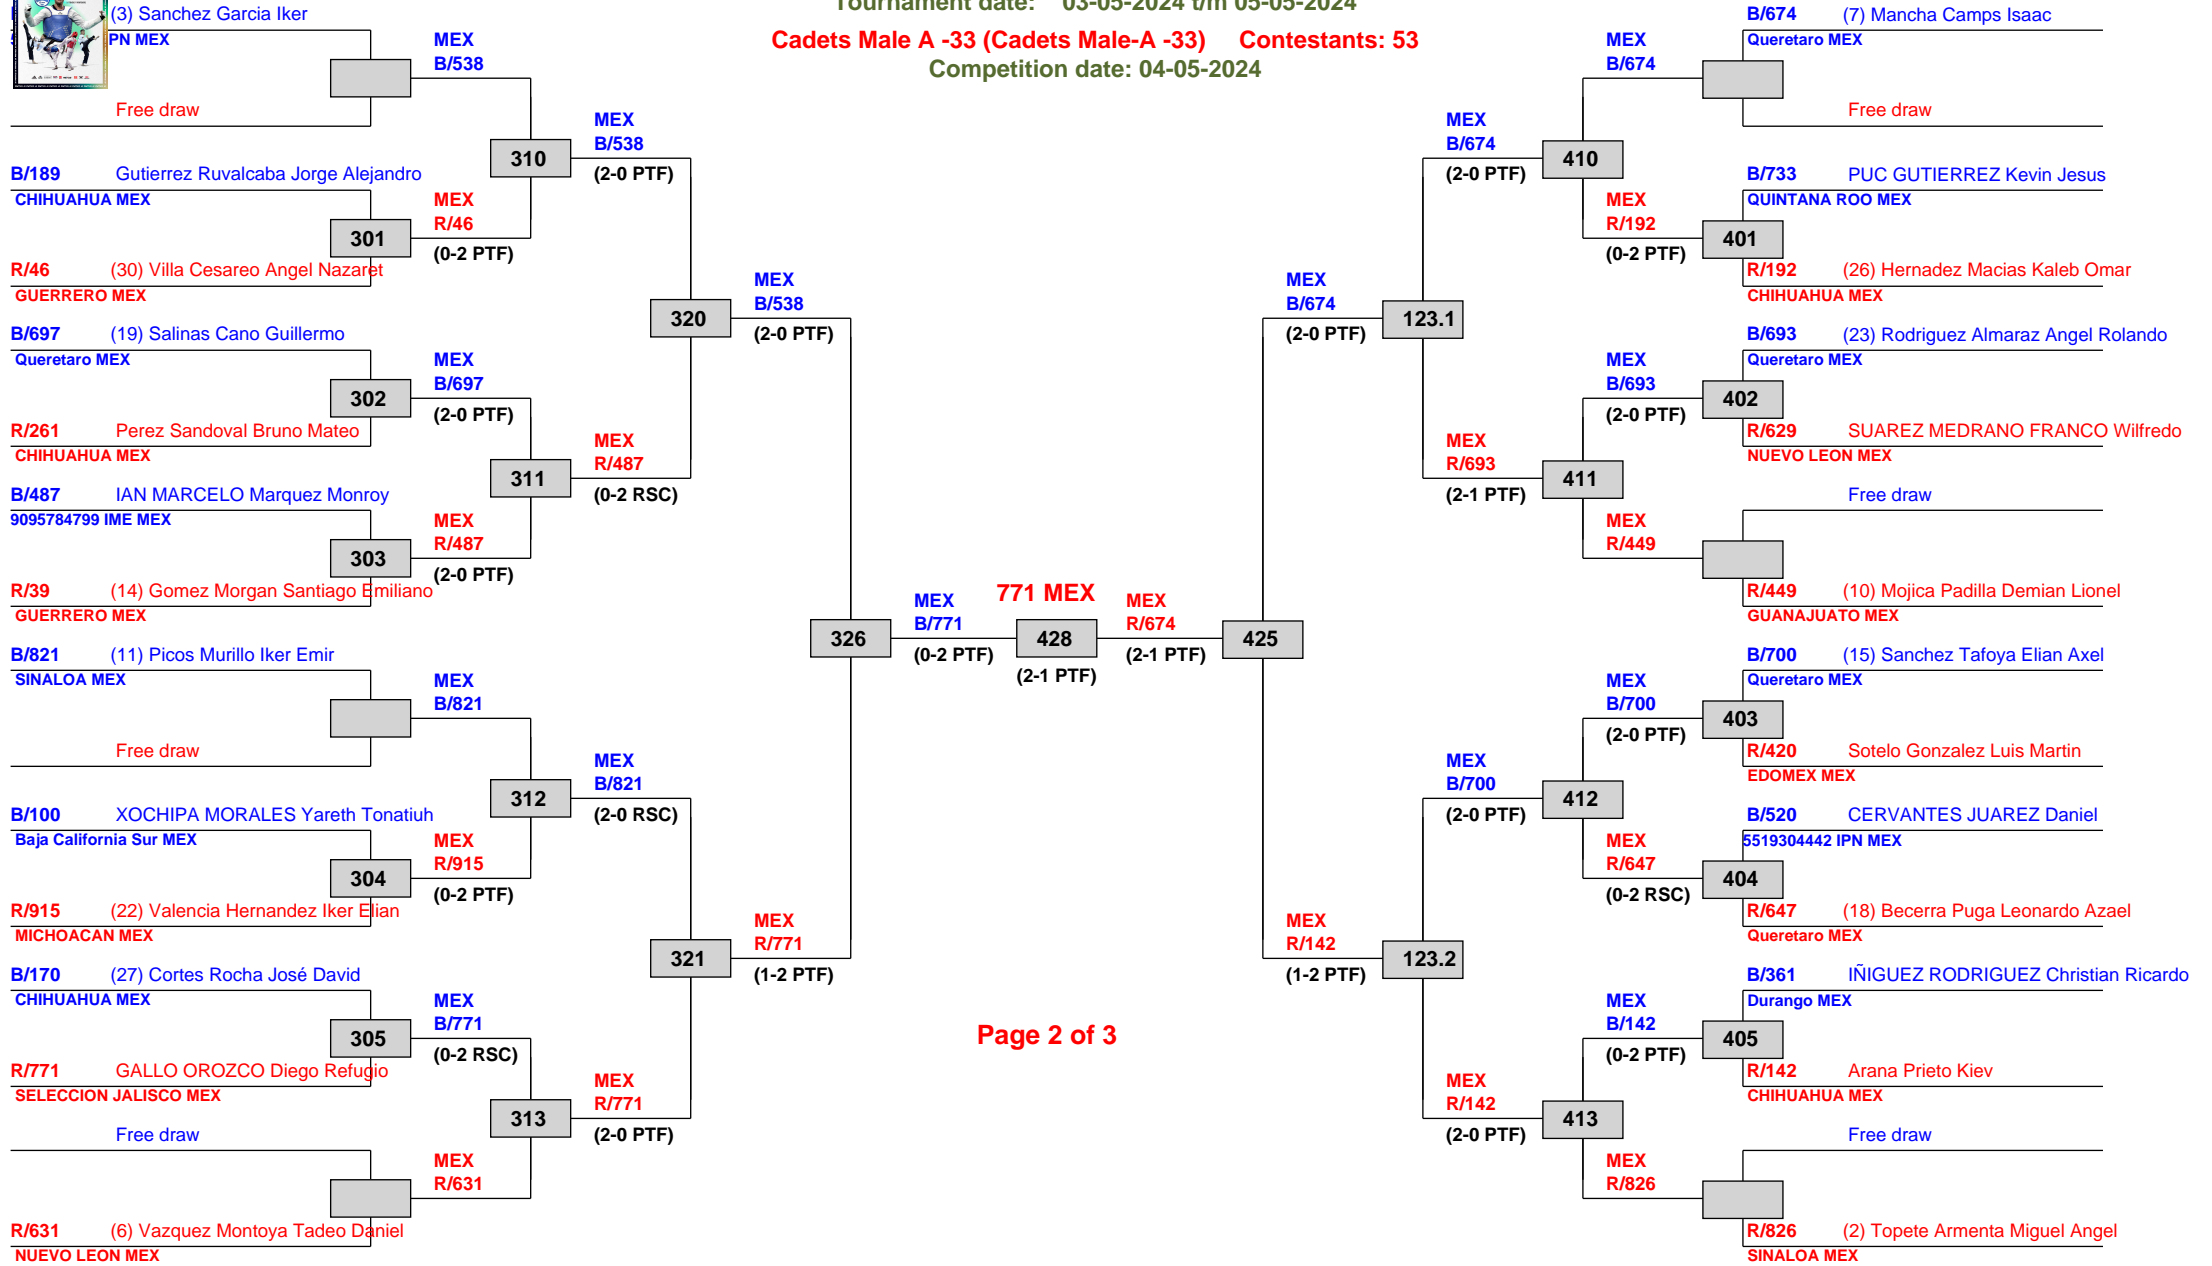 Tournament date: 03-05-2024 t/m 05-05-2024
Cadets Male A -33 (Cadets Male-A -33) Contestants: 53
Competition date: 04-05-2024
(3) Sanchez Garcia Iker
PN MEX
Free draw
B/189 Gutierrez Ruvalcaba Jorge Alejandro
CHIHUAHUA MEX
301
R/46 (30) Villa Cesareo Angel Nazaret
GUERRERO MEX
B/697 (19) Salinas Cano Guillermo
Queretaro MEX
302
R/261 Perez Sandoval Bruno Mateo
CHIHUAHUA MEX
B/487 IAN MARCELO Marquez Monroy
9095784799 IME MEX
303
R/39 (14) Gomez Morgan Santiago Emiliano
GUERRERO MEX
B/821 (11) Picos Murillo Iker Emir
SINALOA MEX
Free draw
B/100 XOCHIPA MORALES Yareth Tonatiuh
Baja California Sur MEX
304
R/915 (22) Valencia Hernandez Iker Elian
MICHOACAN MEX
B/170 (27) Cortes Rocha José David
CHIHUAHUA MEX
305
R/771 GALLO OROZCO Diego Refugio
SELECCION JALISCO MEX
Free draw
R/631 (6) Vazquez Montoya Tadeo Daniel
NUEVO LEON MEX
MEX
B/538
310
MEX
R/46
(0-2 PTF)
MEX
B/697
(2-0 PTF)
311
MEX
R/487
(2-0 PTF)
MEX
B/821
312
MEX
R/915
(0-2 PTF)
MEX
B/771
(0-2 RSC)
313
MEX
R/631
MEX
B/538
(2-0 PTF)
320
MEX
R/487
(0-2 RSC)
MEX
B/821
(2-0 RSC)
321
MEX
R/771
(2-0 PTF)
MEX
B/538
(2-0 PTF)
326
MEX
R/771
(1-2 PTF)
MEX
B/771
(0-2 PTF)
771 MEX
428
(2-1 PTF)
MEX
R/674
(2-1 PTF)
Page 2 of 3
MEX
B/674
(2-0 PTF)
425
MEX
R/142
(1-2 PTF)
MEX
B/674
(2-0 PTF)
123.1
MEX
R/693
(2-1 PTF)
MEX
B/700
(2-0 PTF)
123.2
MEX
R/142
(2-0 PTF)
MEX
B/674
410
MEX
R/192
(0-2 PTF)
MEX
B/693
(2-0 PTF)
411
MEX
R/449
MEX
B/700
(2-0 PTF)
412
MEX
R/647
(0-2 RSC)
MEX
B/142
(0-2 PTF)
413
MEX
R/826
B/674 (7) Mancha Camps Isaac
Queretaro MEX
Free draw
B/733 PUC GUTIERREZ Kevin Jesus
QUINTANA ROO MEX
401
R/192 (26) Hernadez Macias Kaleb Omar
CHIHUAHUA MEX
B/693 (23) Rodriguez Almaraz Angel Rolando
Queretaro MEX
402
R/629 SUAREZ MEDRANO FRANCO Wilfredo
NUEVO LEON MEX
Free draw
R/449 (10) Mojica Padilla Demian Lionel
GUANAJUATO MEX
B/700 (15) Sanchez Tafoya Elian Axel
Queretaro MEX
403
R/420 Sotelo Gonzalez Luis Martin
EDOMEX MEX
B/520 CERVANTES JUAREZ Daniel
5519304442 IPN MEX
404
R/647 (18) Becerra Puga Leonardo Azael
Queretaro MEX
B/361 IÑIGUEZ RODRIGUEZ Christian Ricardo
Durango MEX
405
R/142 Arana Prieto Kiev
CHIHUAHUA MEX
Free draw
R/826 (2) Topete Armenta Miguel Angel
SINALOA MEX